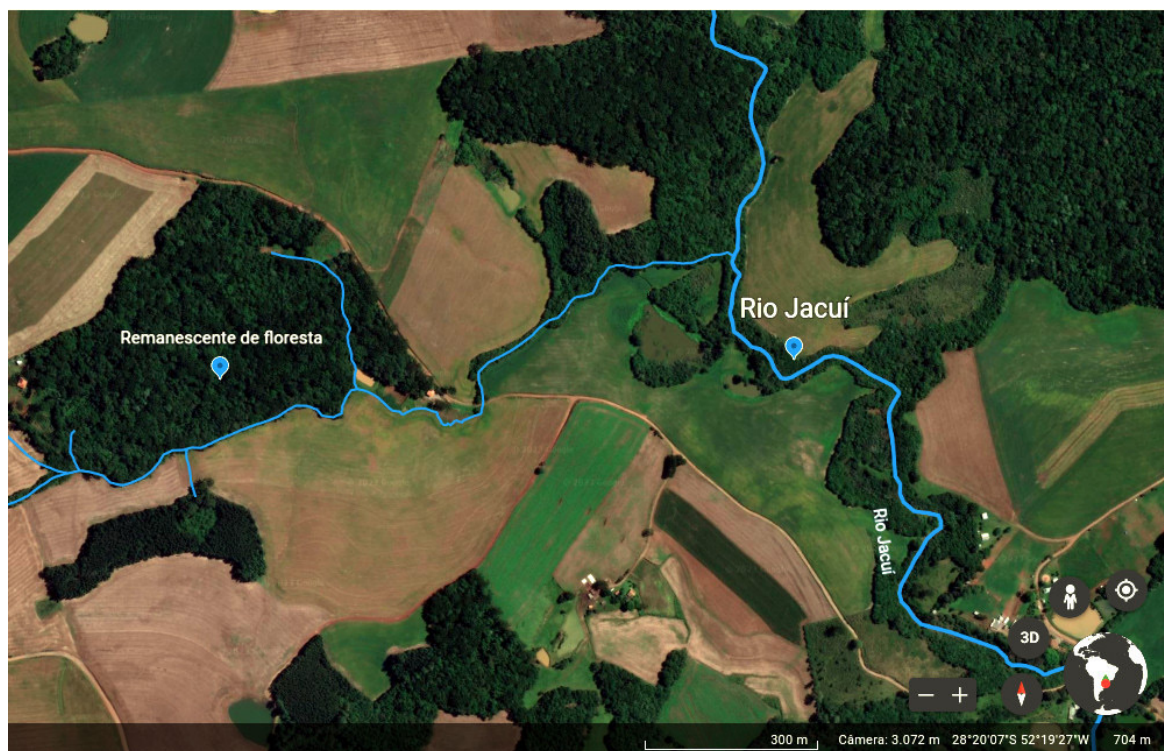 Rio Jacuí
Remanescente de floresta
Rio Jacuí
3D
300 m
Câmera: 3.072 m 28°20'07"S 52°19'27"W 704 m